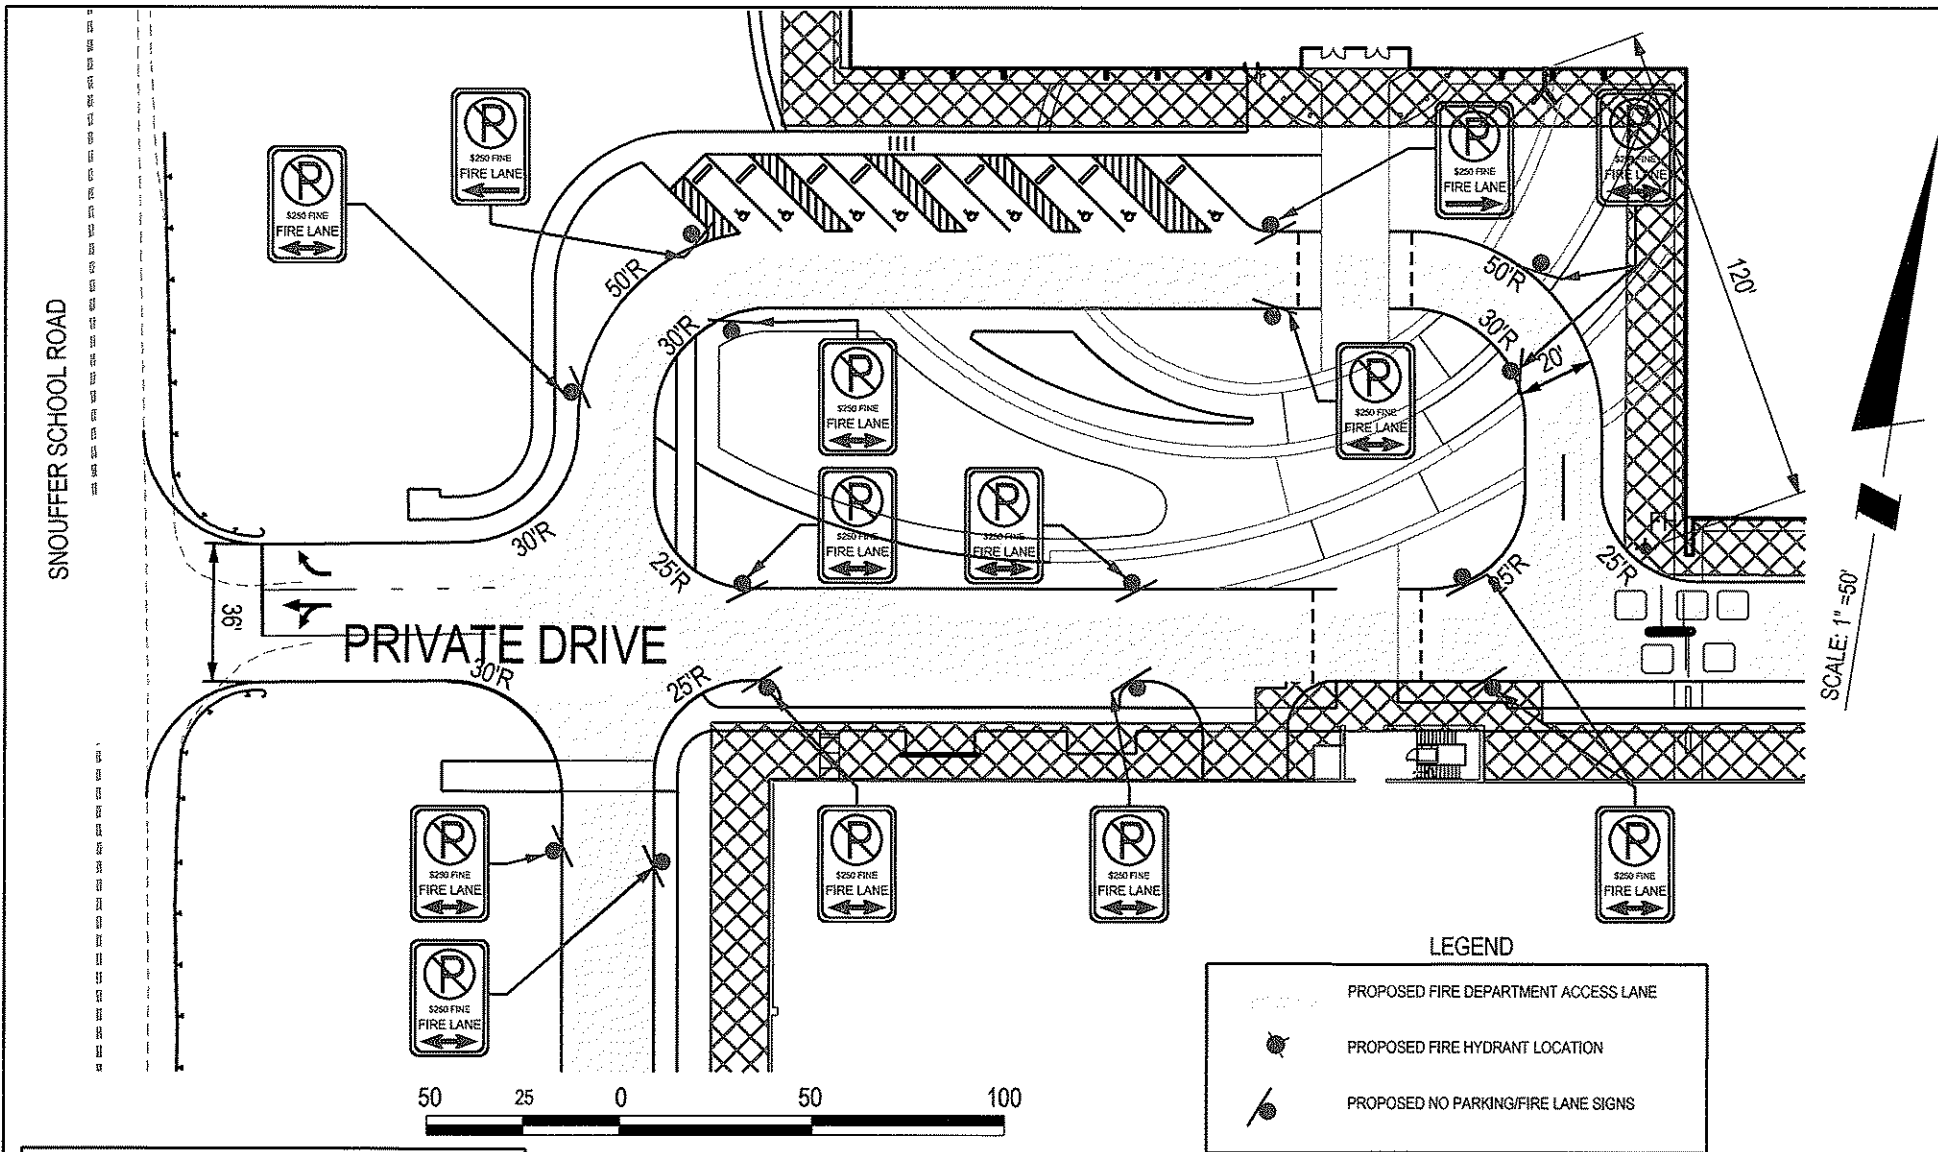 SNOUFFER SCHOOL ROAD
$250 FINE
FIRE LANE
$250 FINE
FIRE LANE
$250 FINE
FIRE LANE
$250 FINE
FIRE LANE
120'
50'R
50'R
30'R
30'R
20'
$250 FINE
FIRE LANE
$250 FINE
FIRE LANE
$250 FINE
FIRE LANE
$250 FINE
FIRE LANE
30'R
25'R
25'R
25'R
FH
36'
PRIVATE DRIVE
30'R
25'R
SCALE: 1" =50'
$250 FINE
FIRE LANE
$250 FINE
FIRE LANE
$250 FINE
FIRE LANE
$250 FINE
FIRE LANE
$250 FINE
FIRE LANE
50 25 0 50 100
LEGEND
PROPOSED FIRE DEPARTMENT ACCESS LANE
PROPOSED FIRE HYDRANT LOCATION
PROPOSED NO PARKING/FIRE LANE SIGNS